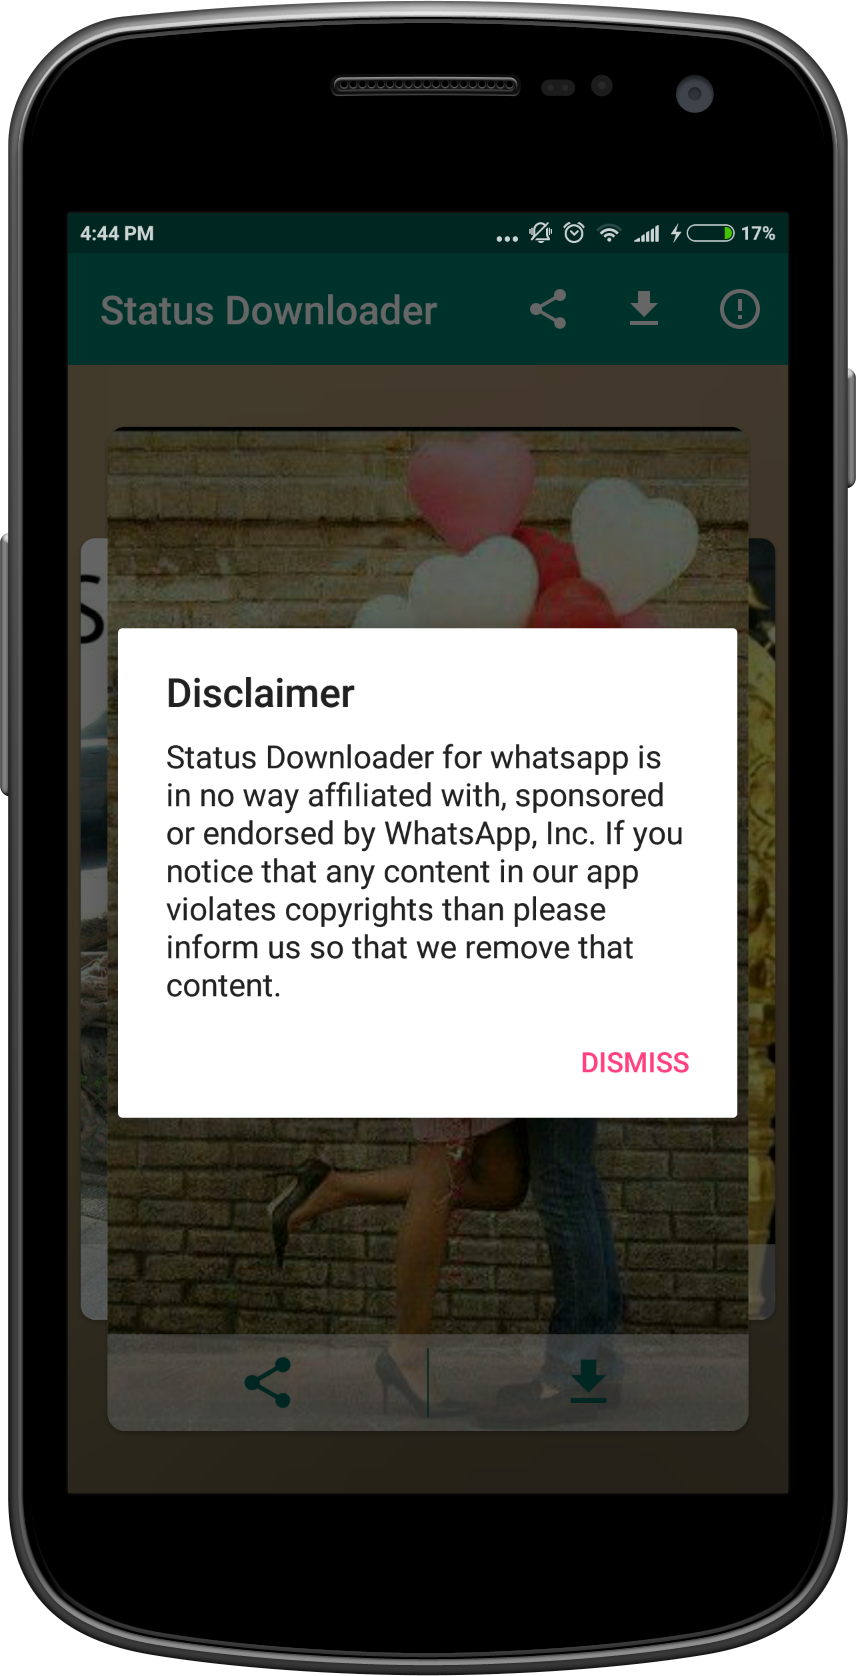 4:44 PM
17%
Status Downloader
S
Disclaimer
Status Downloader for whatsapp is
in no way affiliated with, sponsored
or endorsed by WhatsApp, Inc. If you
notice that any content in our app
violates copyrights than please
inform us so that we remove that
content.
DISMISS